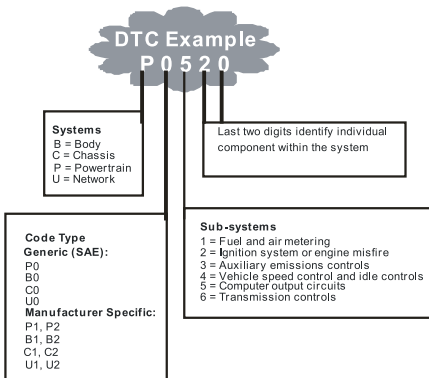 DTC Example
P 0 5 2 0
Systems
B = Body
C = Chassis
P = Powertrain
U = Network
Last two digits identify individual
component within the system
Code Type
Generic (SAE):
P0
B0
C0
U0
Manufacturer Specific:
P1, P2
B1, B2
C1, C2
U1, U2
Sub-systems
1 = Fuel and air metering
2 = Ignition system or engine misfire
3 = Auxiliary emissions controls
4 = Vehicle speed control and idle controls
5 = Computer output circuits
6 = Transmission controls